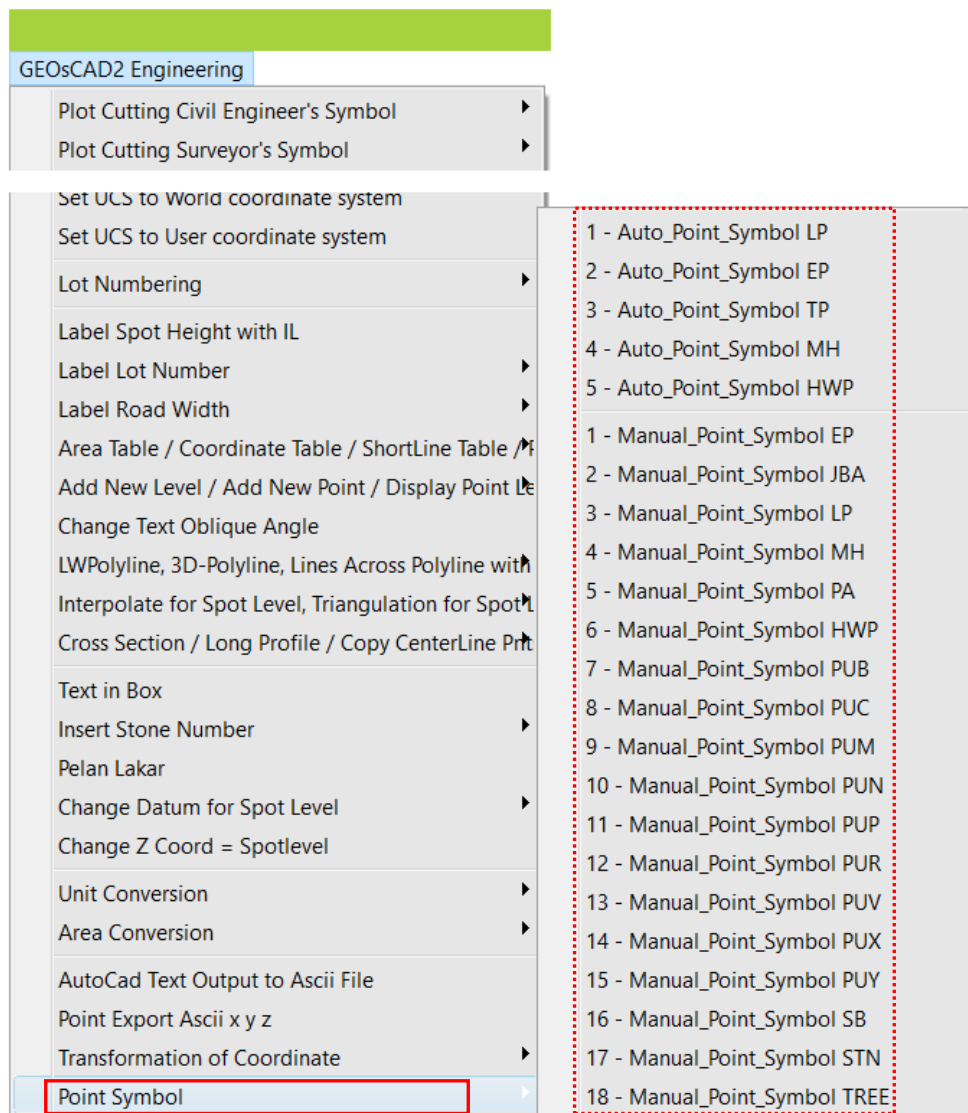 GEOsCAD2 Engineering
Plot Cutting Civil Engineer's Symbol
Plot Cutting Surveyor's Symbol
Set UCS to World coordinate system
Set UCS to User coordinate system
Lot Numbering
Label Spot Height with IL
Label Lot Number
Label Road Width
Area Table / Coordinate Table / ShortLine Table /
Add New Level / Add New Point / Display Point Le
Change Text Oblique Angle
LWPolyline, 3D-Polyline, Lines Across Polyline with
Interpolate for Spot Level, Triangulation for Spot L
Cross Section / Long Profile / Copy CenterLine Pnt
Text in Box
Insert Stone Number
Pelan Lakar
Change Datum for Spot Level
Change Z Coord = Spotlevel
Unit Conversion
Area Conversion
AutoCad Text Output to Ascii File
Point Export Ascii x y z
Transformation of Coordinate
Point Symbol
1 - Auto_Point_Symbol LP
2 - Auto_Point_Symbol EP
3 - Auto_Point_Symbol TP
4 - Auto_Point_Symbol MH
5 - Auto_Point_Symbol HWP
1 - Manual_Point_Symbol EP
2 - Manual_Point_Symbol JBA
3 - Manual_Point_Symbol LP
4 - Manual_Point_Symbol MH
5 - Manual_Point_Symbol PA
6 - Manual_Point_Symbol HWP
7 - Manual_Point_Symbol PUB
8 - Manual_Point_Symbol PUC
9 - Manual_Point_Symbol PUM
10 - Manual_Point_Symbol PUN
11 - Manual_Point_Symbol PUP
12 - Manual_Point_Symbol PUR
13 - Manual_Point_Symbol PUV
14 - Manual_Point_Symbol PUX
15 - Manual_Point_Symbol PUY
16 - Manual_Point_Symbol SB
17 - Manual_Point_Symbol STN
18 - Manual_Point_Symbol TREE